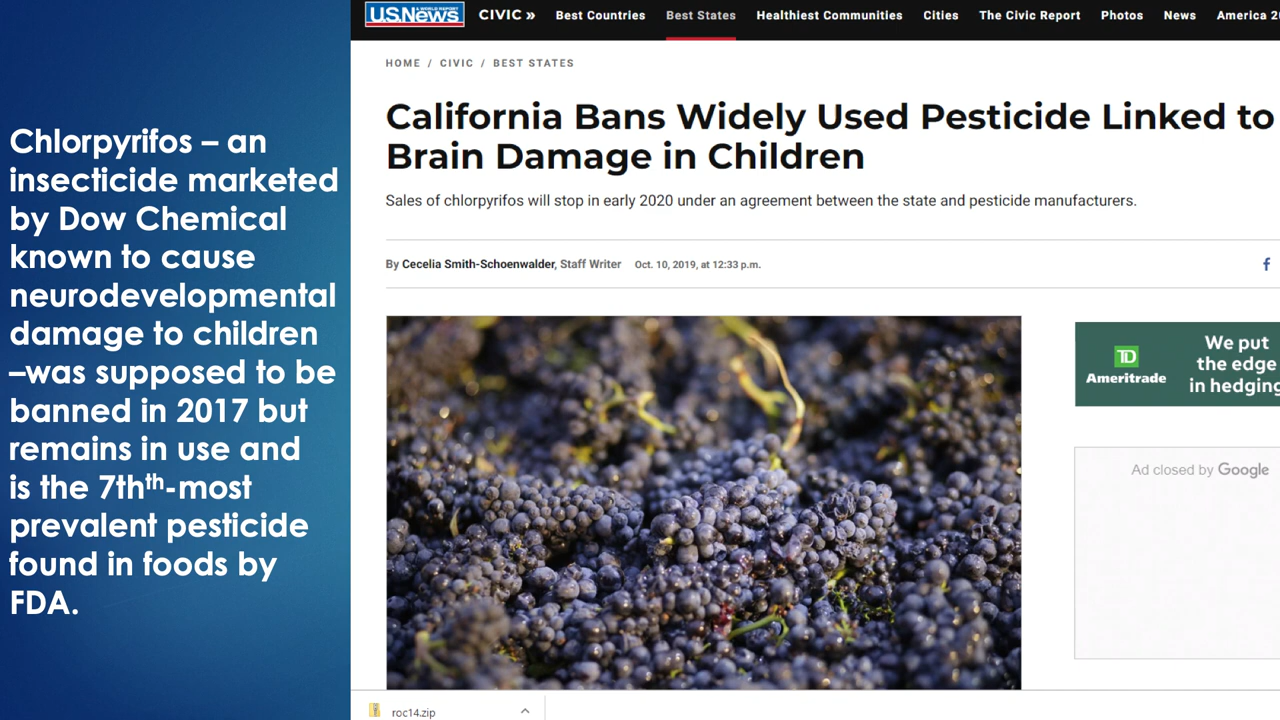 Chlorpyrifos – an
insecticide marketed
by Dow Chemical
known to cause
neurodevelopmental
damage to children
–was supposed to be
banned in 2017 but
remains in use and
is the 7thth-most
prevalent pesticide
found in foods by
FDA.
U.S.News & WORLD REPORT CIVIC » Best Countries Best States Healthiest Communities Cities The Civic Report Photos News America 2
HOME / CIVIC / BEST STATES
California Bans Widely Used Pesticide Linked to
Brain Damage in Children
Sales of chlorpyrifos will stop in early 2020 under an agreement between the state and pesticide manufacturers.
By Cecelia Smith-Schoenwalder, Staff Writer Oct. 10, 2019, at 12:33 p.m.
f
TD
Ameritrade
We put
the edge
in hedging
Ad closed by Google
roc14.zip